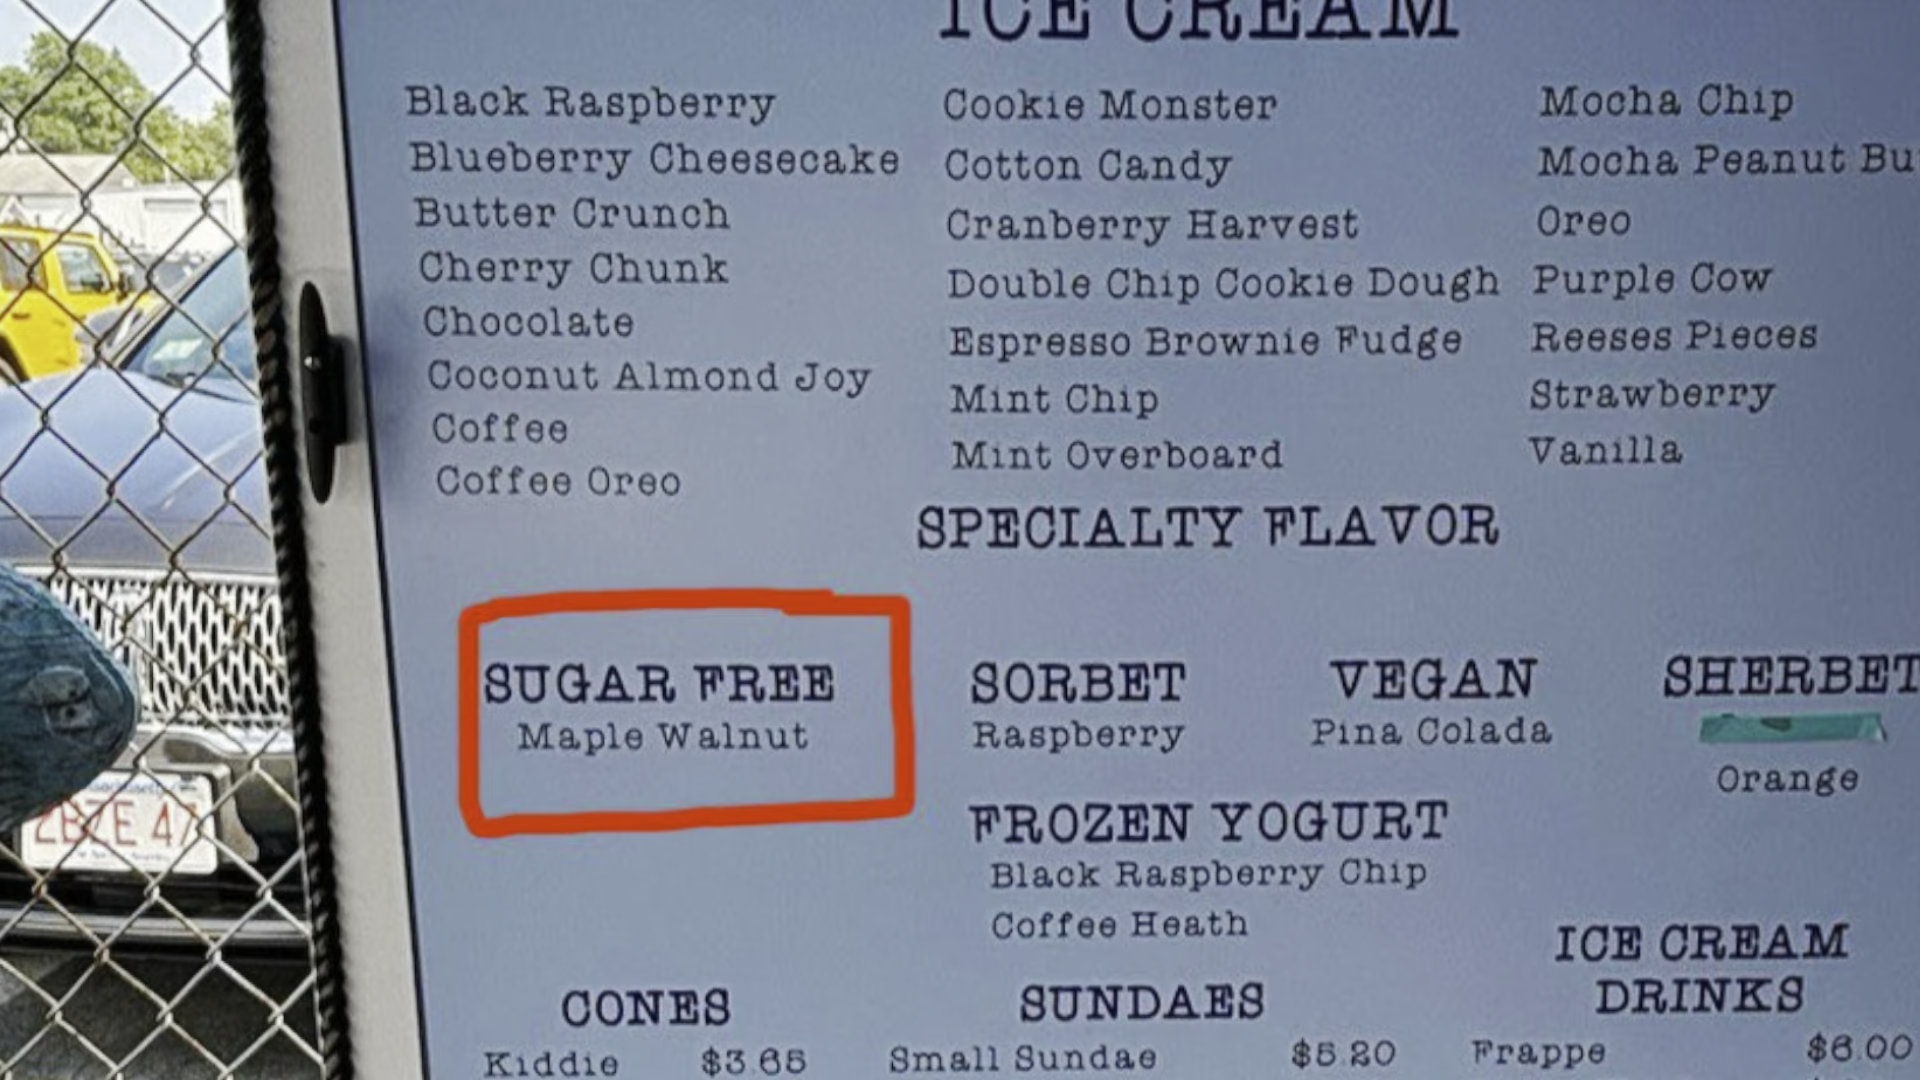 ICE CREAM
Black Raspberry
Blueberry Cheesecake
Butter Crunch
Cherry Chunk
Chocolate
Coconut Almond Joy
Coffee
Coffee Oreo
Cookie Monster
Cotton Candy
Cranberry Harvest
Double Chip Cookie Dough
Espresso Brownie Fudge
Mint Chip
Mint Overboard
Mocha Chip
Mocha Peanut
Oreo
Purple Cow
Reeses Pieces
Strawberry
Vanilla
SPECIALTY FLAVOR
SUGAR FREE
Maple Walnut
SORBET
Raspberry
VEGAN
Pina Colada
SHERBET
Orange
FROZEN YOGURT
Black Raspberry Chip
Coffee Heath
CONES
Kiddie $3.65
SUNDAES
Small Sundae $5.20
ICE CREAM
DRINKS
Frappe $6.00
2BZE 47